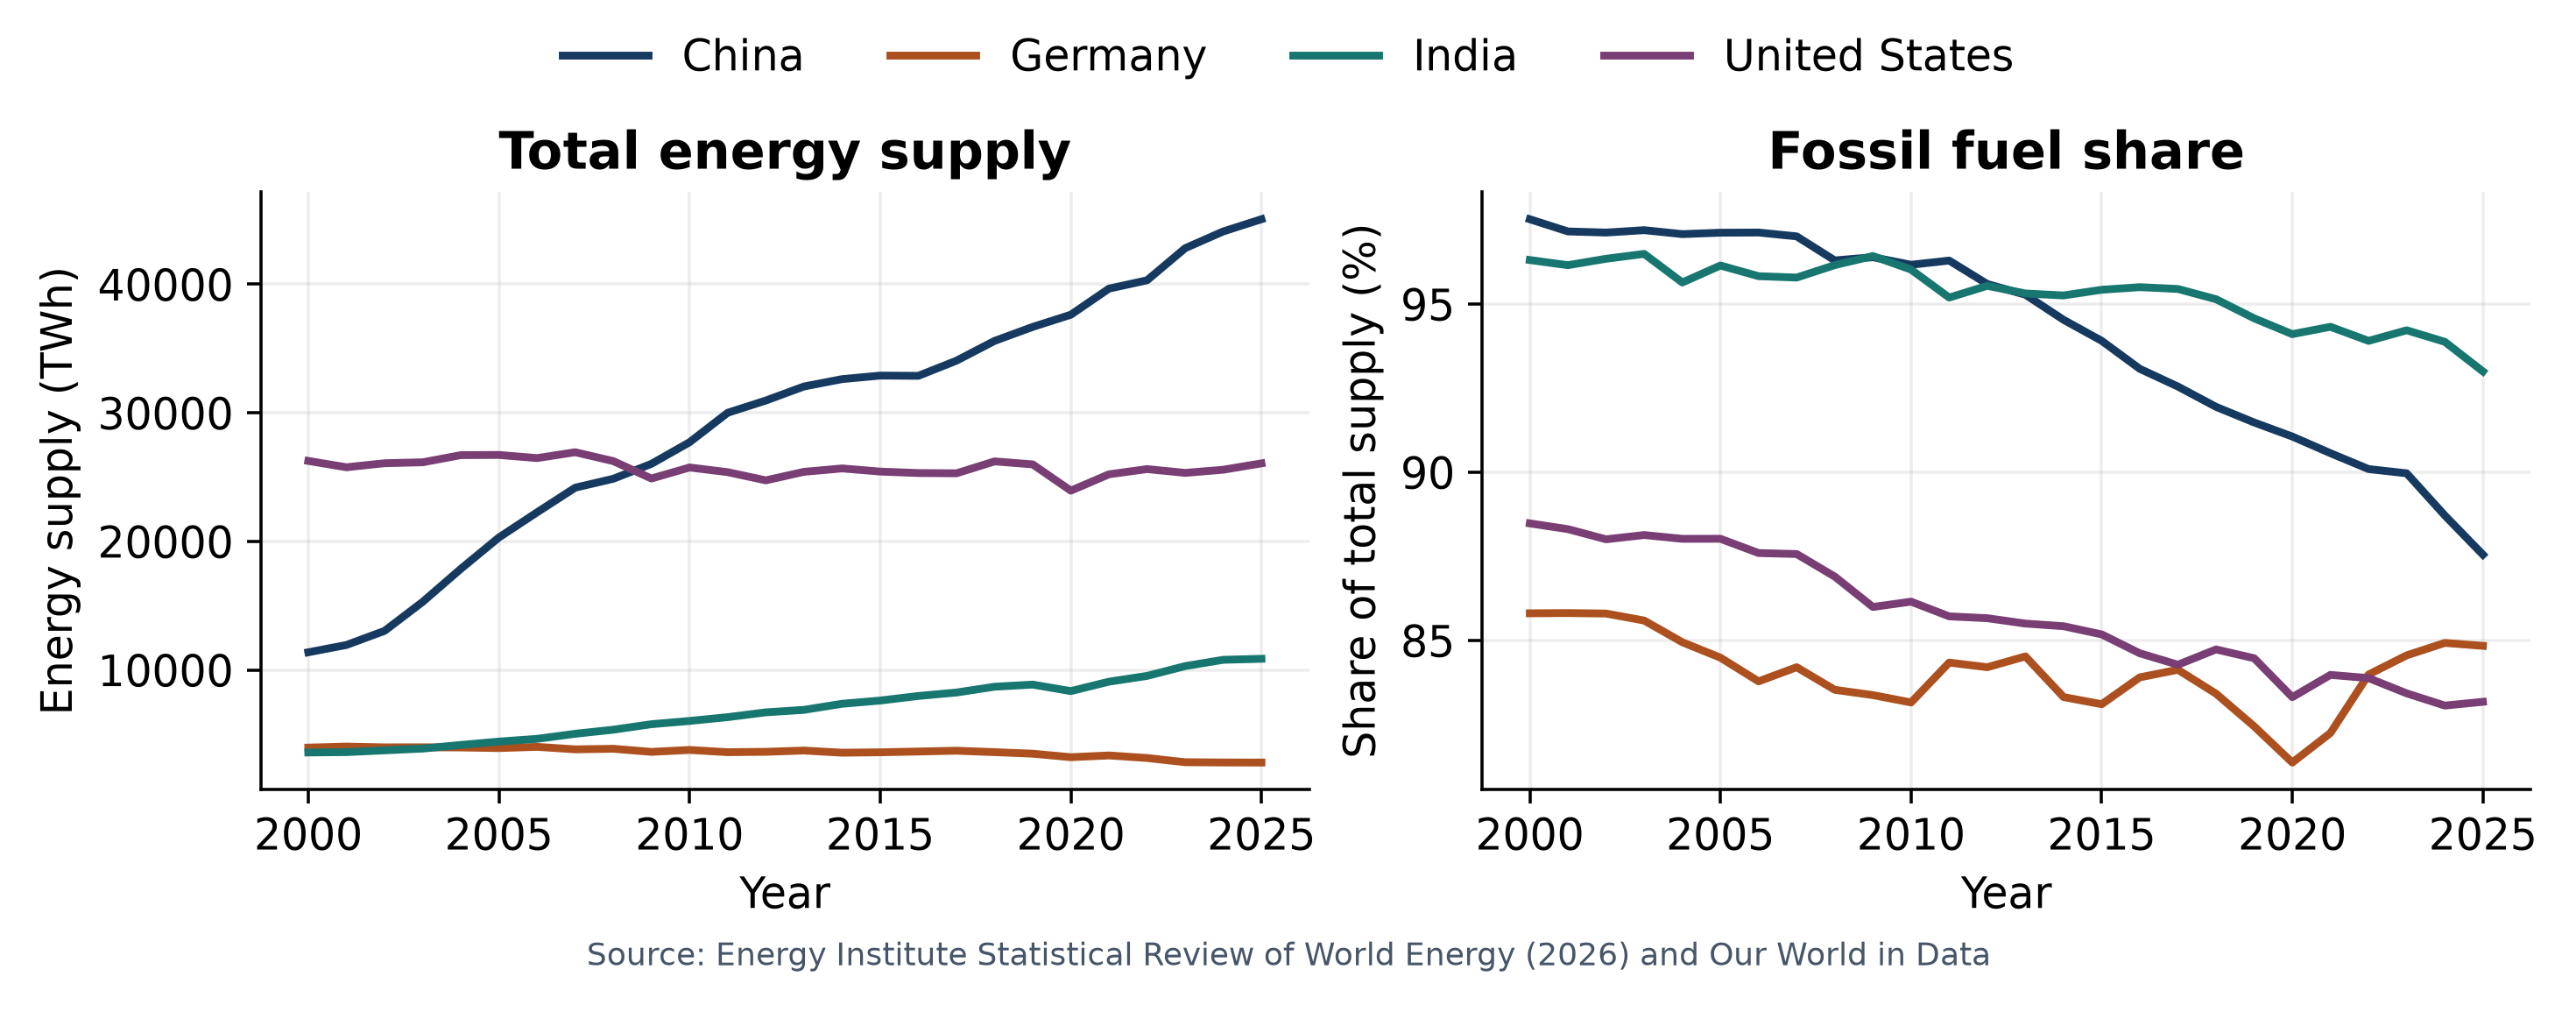 China Germany India United States
Total energy supply
Energy supply (TWh)
40000
30000
20000
10000
2000 2005 2010 2015 2020 2025
Year
Fossil fuel share
Share of total supply (%)
95
90
85
2000 2005 2010 2015 2020 2025
Year
Source: Energy Institute Statistical Review of World Energy (2026) and Our World in Data